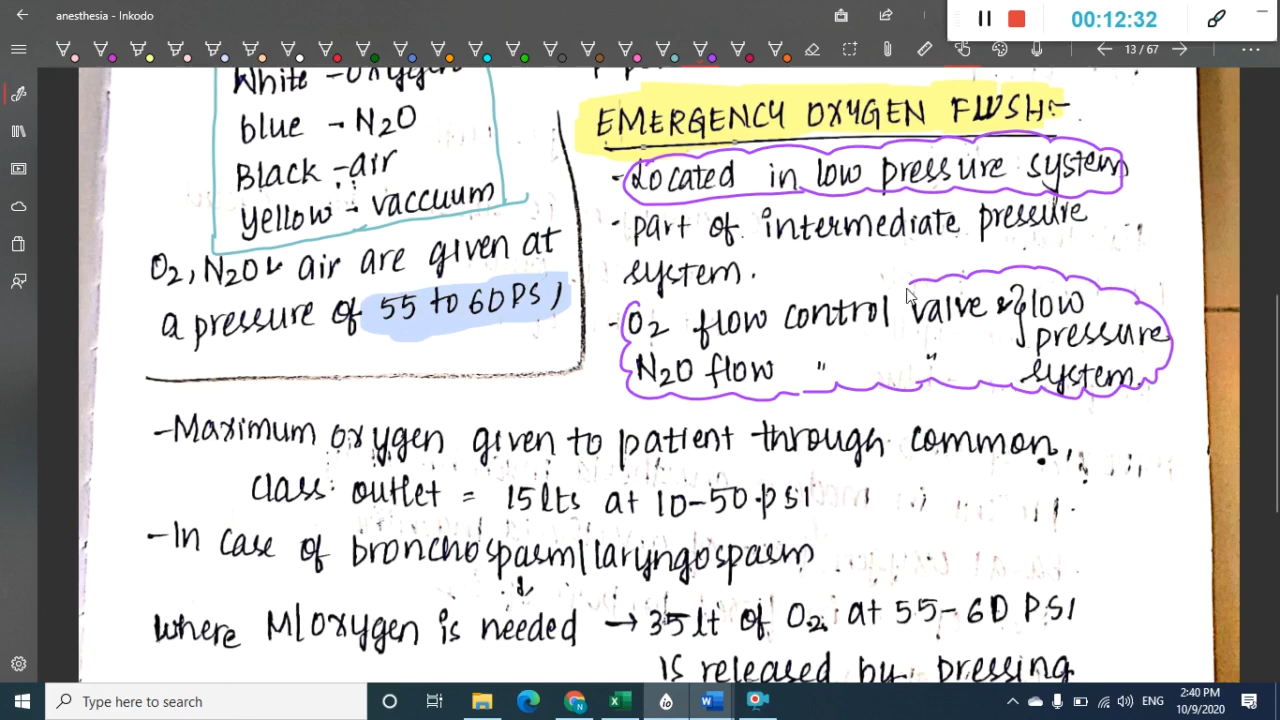 anesthesia - Inkodo
00:12:32
13 / 67
White - Oxygen
blue - N2O
Black - air
yellow - vaccuum
O2, N2O & air are given at
a pressure of 55 to 60 PSI
EMERGENCY OXYGEN FLUSH:-
- Located in low pressure system
- part of intermediate pressure
system.
- O2 flow control valve & } low
pressure
N2O flow " " system.
- Maximum oxygen given to patient through common,
class outlet = 15 lts at 10-50 psi
- In case of bronchospasm/laryngospasm
where M/oxygen is needed → 35 lt of O2 at 55-60 PSI
is released by pressing
Type here to search
ENG
2:40 PM
10/9/2020